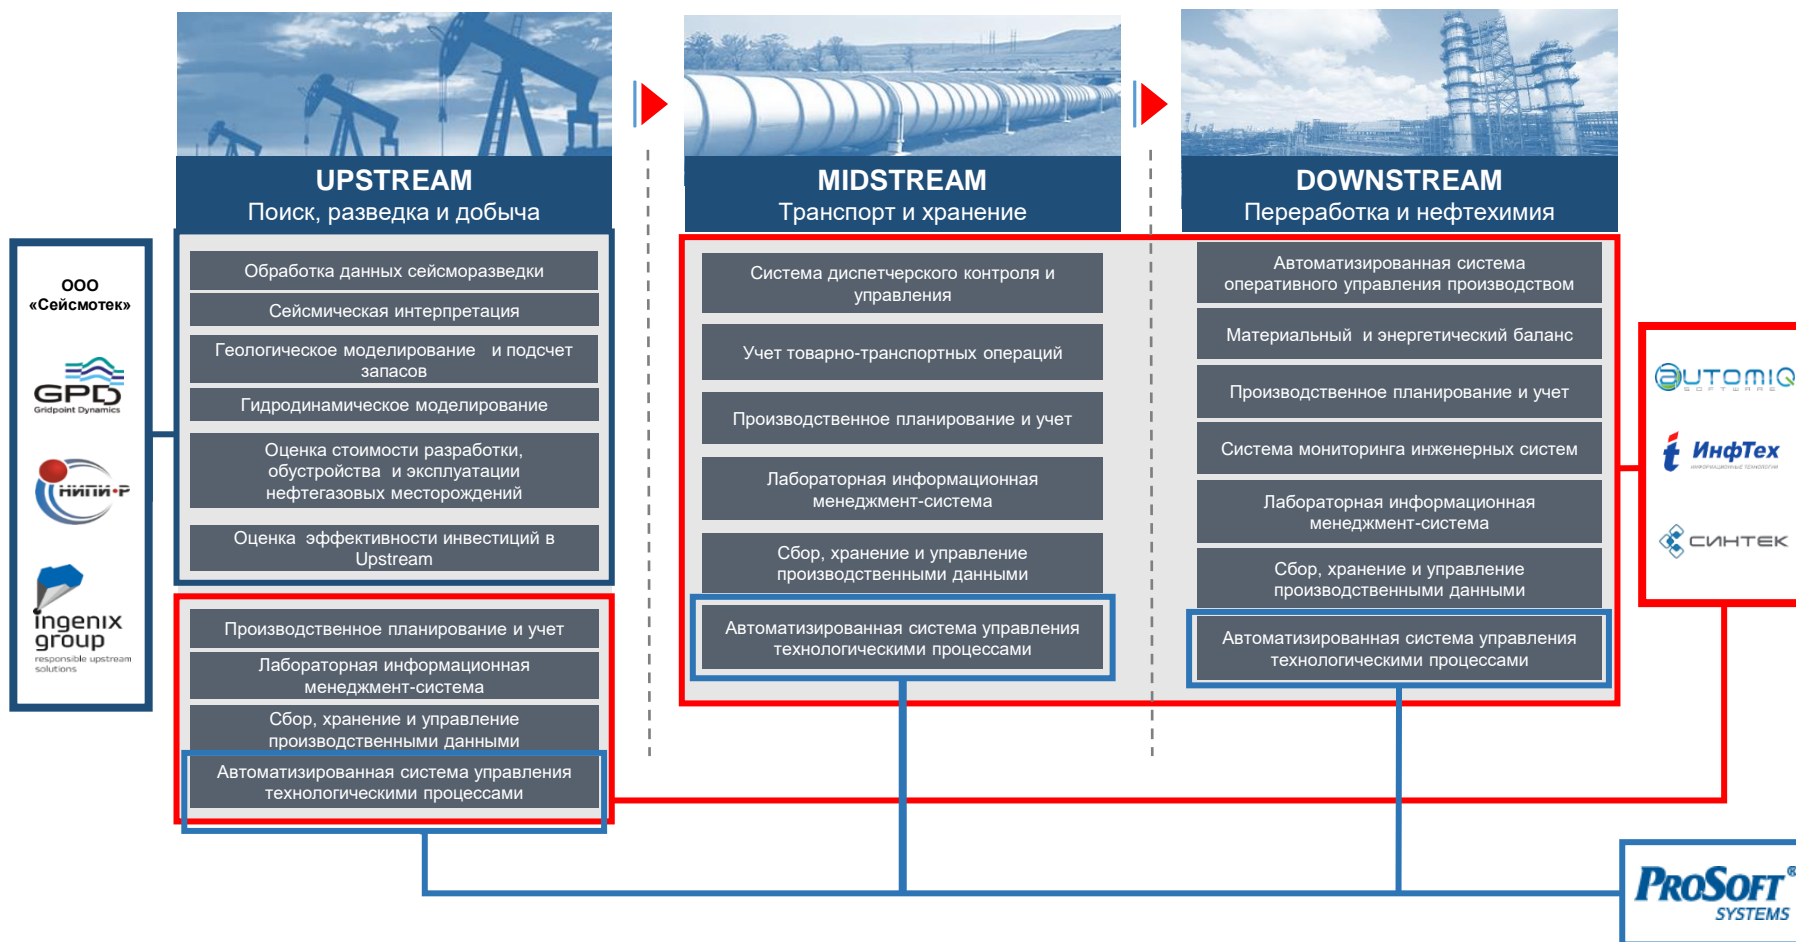 UPSTREAM
Поиск, разведка и добыча
MIDSTREAM
Транспорт и хранение
DOWNSTREAM
Переработка и нефтехимия
ООО
«Сейсмотек»
GPD
Gridpoint Dynamics
НИПИ-Р
ingenix
group
responsible upstream
solutions
Обработка данных сейсморазведки
Сейсмическая интерпретация
Геологическое моделирование и подсчет
запасов
Гидродинамическое моделирование
Оценка стоимости разработки,
обустройства и эксплуатации
нефтегазовых месторождений
Оценка эффективности инвестиций в
Upstream
Производственное планирование и учет
Лабораторная информационная
менеджмент-система
Сбор, хранение и управление
производственными данными
Автоматизированная система управления
технологическими процессами
Система диспетчерского контроля и
управления
Учет товарно-транспортных операций
Производственное планирование и учет
Лабораторная информационная
менеджмент-система
Сбор, хранение и управление
производственными данными
Автоматизированная система управления
технологическими процессами
Автоматизированная система
оперативного управления производством
Материальный и энергетический баланс
Производственное планирование и учет
Система мониторинга инженерных систем
Лабораторная информационная
менеджмент-система
Сбор, хранение и управление
производственными данными
Автоматизированная система управления
технологическими процессами
AUTOMIQ
SOFTWARE
ИнфТех
ИНФОРМАЦИОННЫЕ ТЕХНОЛОГИИ
СИНТЕК
PROSOFT®
SYSTEMS